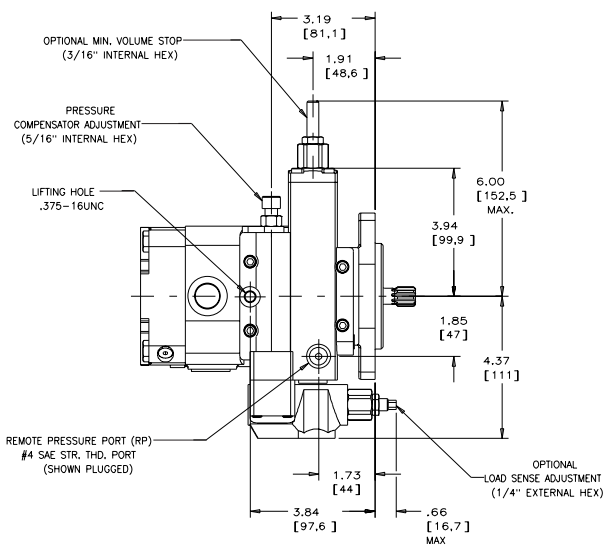 3.19
[81,1]
OPTIONAL MIN. VOLUME STOP
(3/16" INTERNAL HEX)
1.91
[48,6 ]
PRESSURE
COMPENSATOR ADJUSTMENT
(5/16" INTERNAL HEX)
6.00
[152,5 ]
MAX.
LIFTING HOLE
.375-16UNC
3.94
[99,9 ]
1.85
[47]
4.37
[111]
REMOTE PRESSURE PORT (RP)
#4 SAE STR. THD. PORT
(SHOWN PLUGGED)
OPTIONAL
LOAD SENSE ADJUSTMENT
(1/4" EXTERNAL HEX)
1.73
[44]
3.84
[97,6 ]
.66
[16,7]
MAX